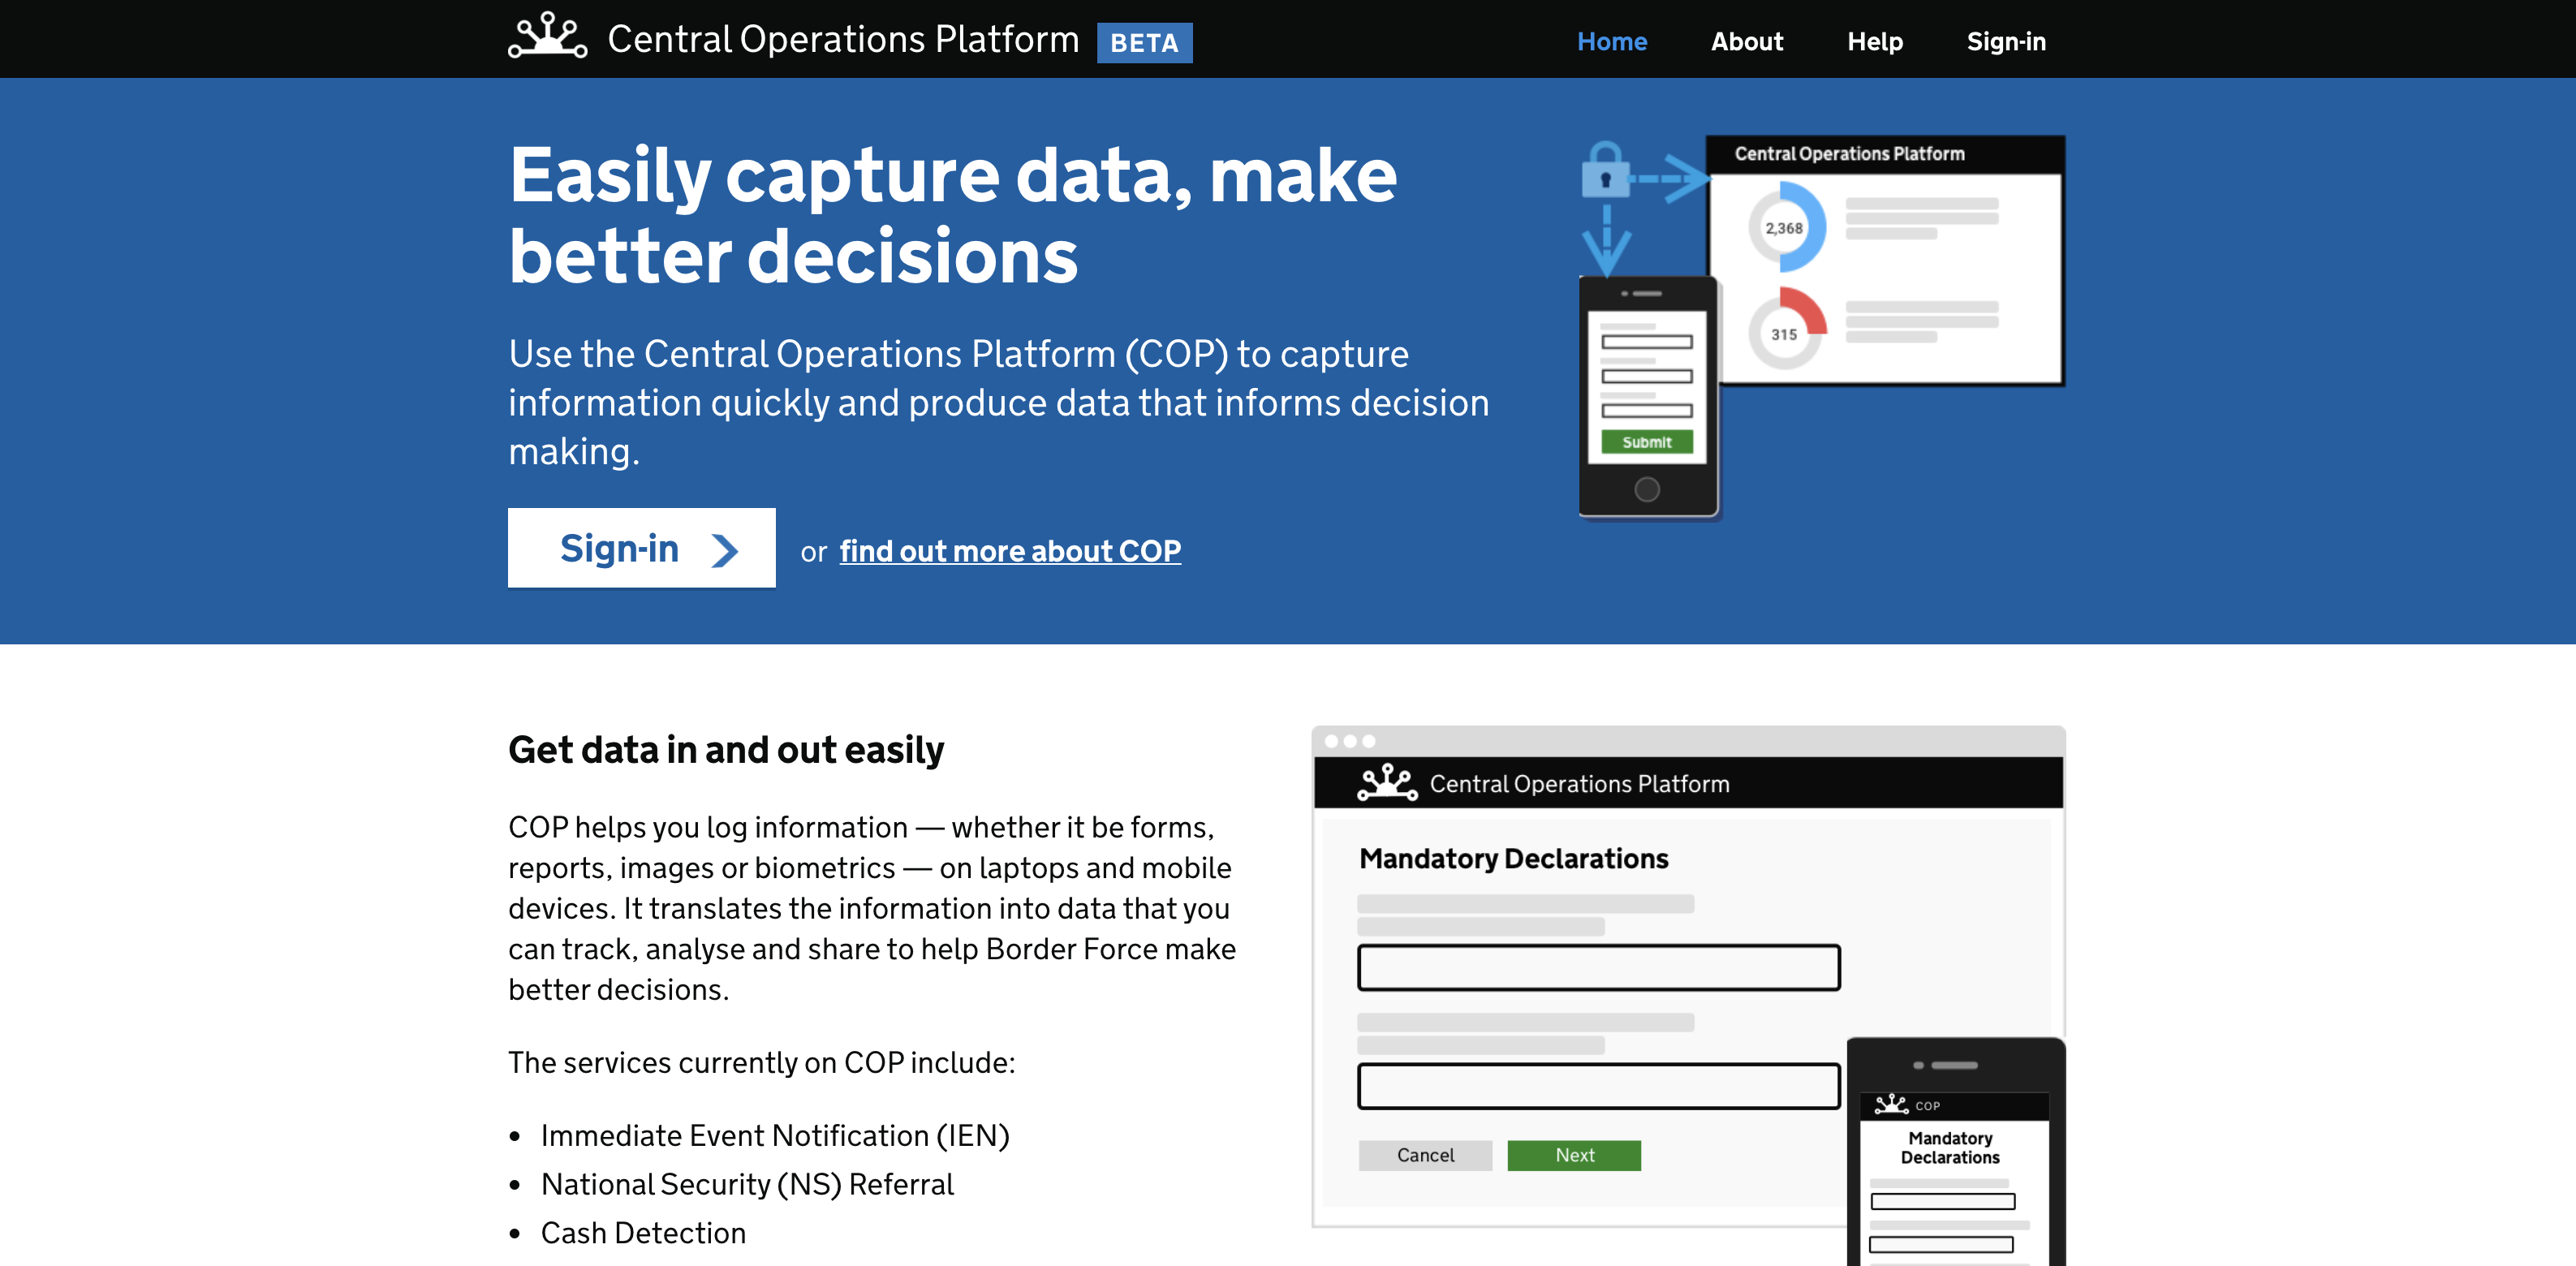 Central Operations Platform BETA
Home About Help Sign-in
Easily capture data, make
better decisions
Use the Central Operations Platform (COP) to capture
information quickly and produce data that informs decision
making.
Sign-in
or find out more about COP
Central Operations Platform
2,368
315
Submit
Get data in and out easily
COP helps you log information — whether it be forms,
reports, images or biometrics — on laptops and mobile
devices. It translates the information into data that you
can track, analyse and share to help Border Force make
better decisions.
The services currently on COP include:
• Immediate Event Notification (IEN)
• National Security (NS) Referral
• Cash Detection
Central Operations Platform
Mandatory Declarations
Cancel Next
COP
Mandatory
Declarations